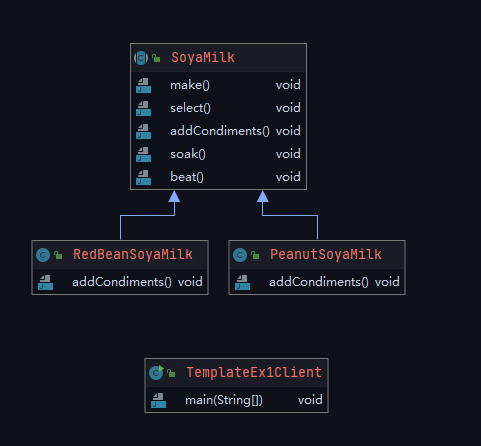 SoyaMilk
make() void
select() void
addCondiments() void
soak() void
beat() void
RedBeanSoyaMilk
addCondiments() void
PeanutSoyaMilk
addCondiments() void
TemplateEx1Client
main(String[]) void